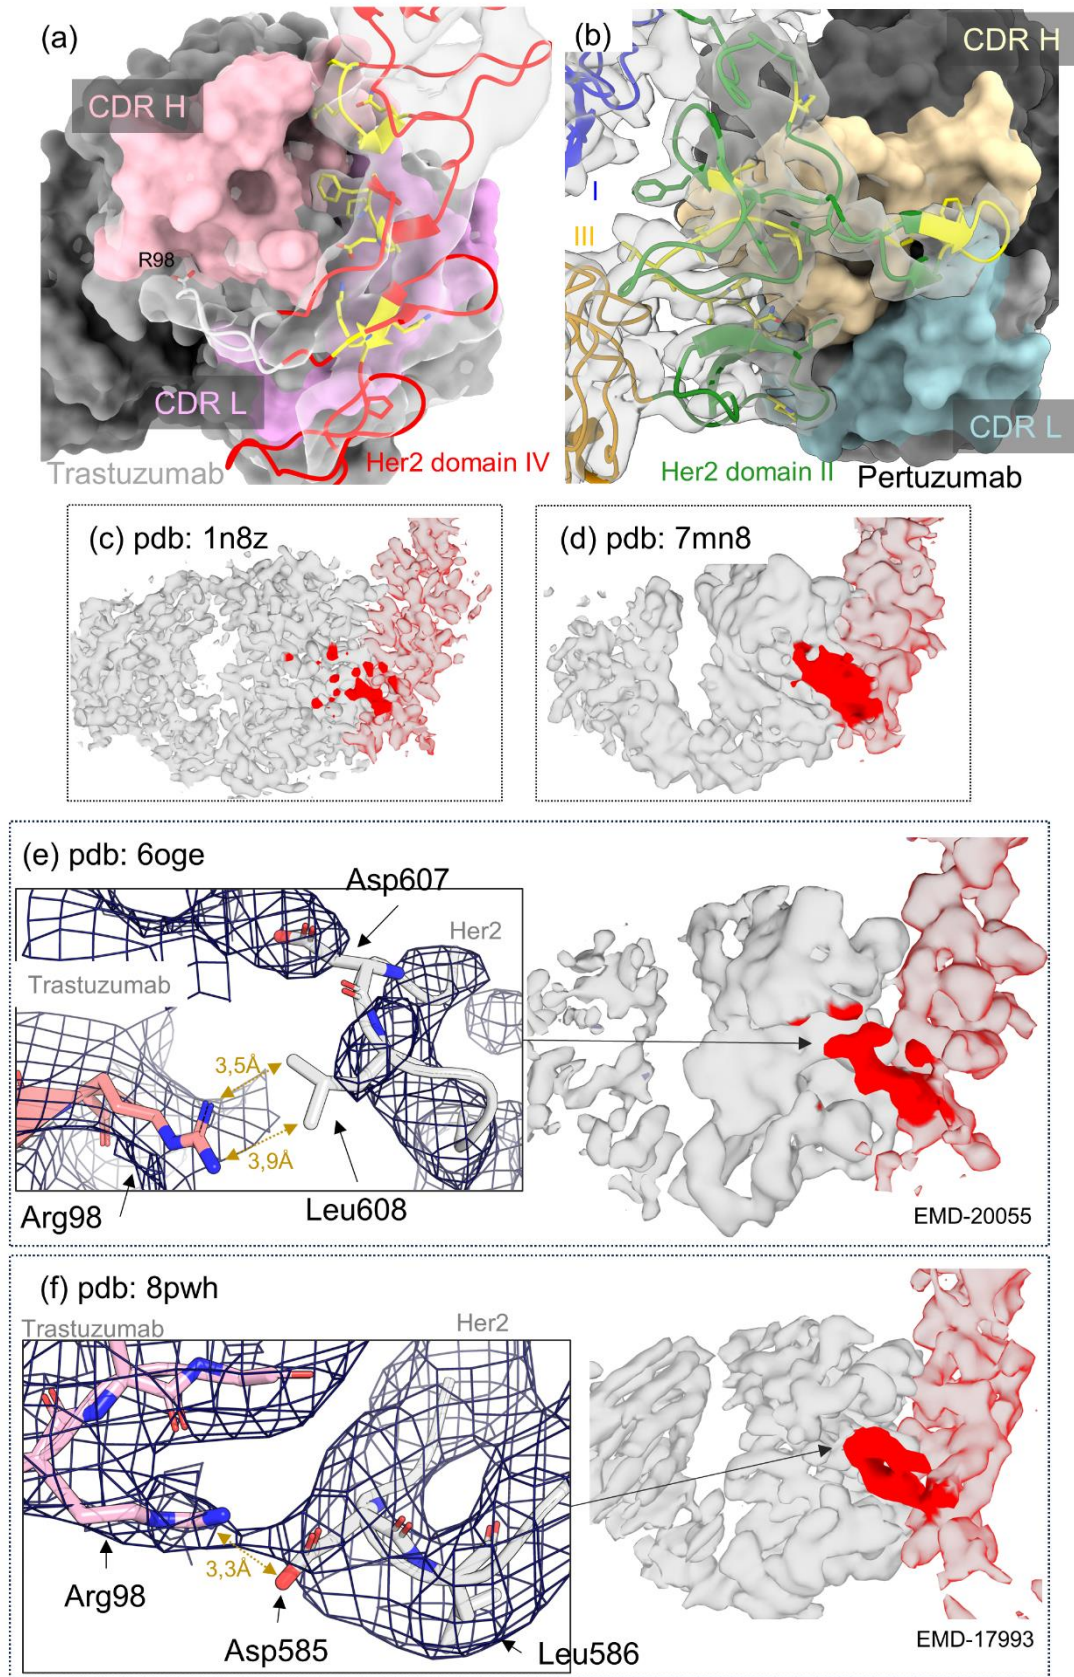 (a)
CDR H
R98
CDR L
Trastuzumab
Her2 domain IV
(b)
CDR H
I
III
CDR L
Her2 domain II
Pertuzumab
(c) pdb: 1n8z
(d) pdb: 7mn8
(e) pdb: 6oge
Asp607
Her2
Trastuzumab
3,5Å
3,9Å
Arg98
Leu608
EMD-20055
(f) pdb: 8pwh
Trastuzumab
Her2
3,3Å
Arg98
Asp585
Leu586
EMD-17993